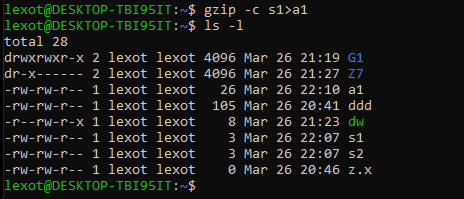 lexot@DESKTOP-TBI95IT:~$ gzip -c s1>a1
lexot@DESKTOP-TBI95IT:~$ ls -l
total 28
drwxrwxr-x 2 lexot lexot 4096 Mar 26 21:19 G1
dr-x------ 2 lexot lexot 4096 Mar 26 21:27 Z7
-rw-rw-r-- 1 lexot lexot   26 Mar 26 22:10 a1
-rw-rw-r-- 1 lexot lexot  105 Mar 26 20:41 ddd
-r--rw-r-x 1 lexot lexot    8 Mar 26 21:23 dw
-rw-rw-r-- 1 lexot lexot    3 Mar 26 22:07 s1
-rw-rw-r-- 1 lexot lexot    3 Mar 26 22:07 s2
-rw-rw-r-- 1 lexot lexot    0 Mar 26 20:46 z.x
lexot@DESKTOP-TBI95IT:~$